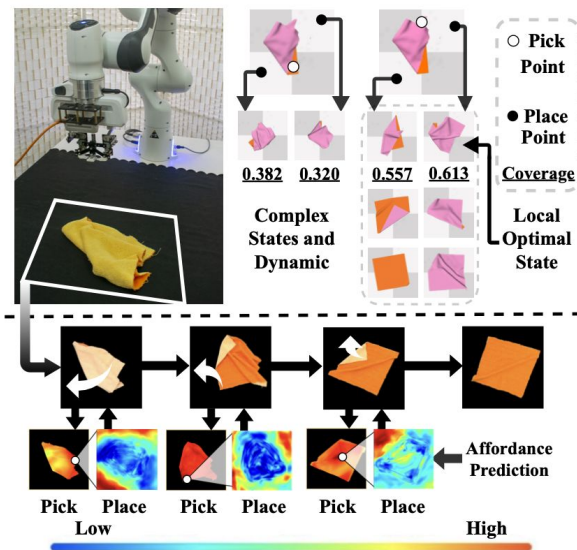 Pick
Point
Place
Point
0.382 0.320 0.557 0.613 Coverage
Complex
States and
Dynamic
Local
Optimal
State
Affordance
Prediction
Pick Place Pick Place Pick Place
Low High